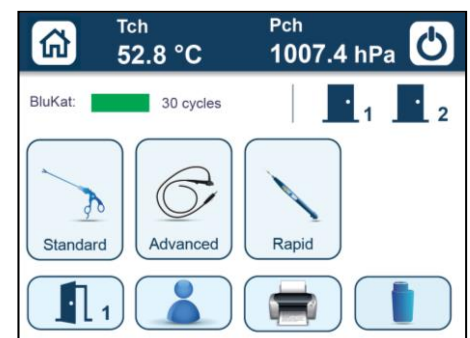 Tch
52.8 °C
Pch
1007.4 hPa
BluKat:
30 cycles
1
2
Standard
Advanced
Rapid
1